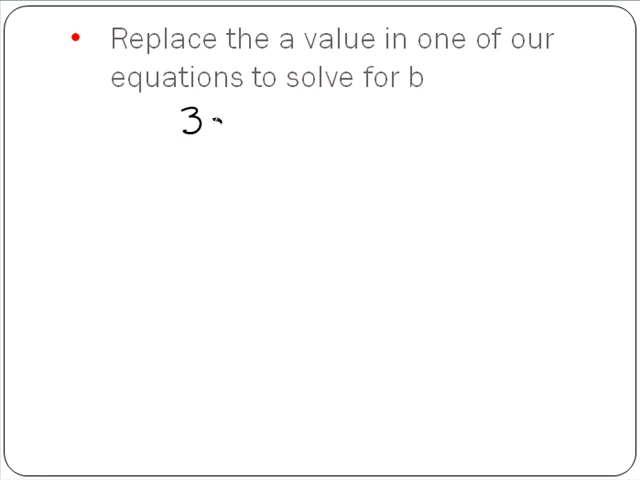 Replace the a value in one of our
equations to solve for b
3